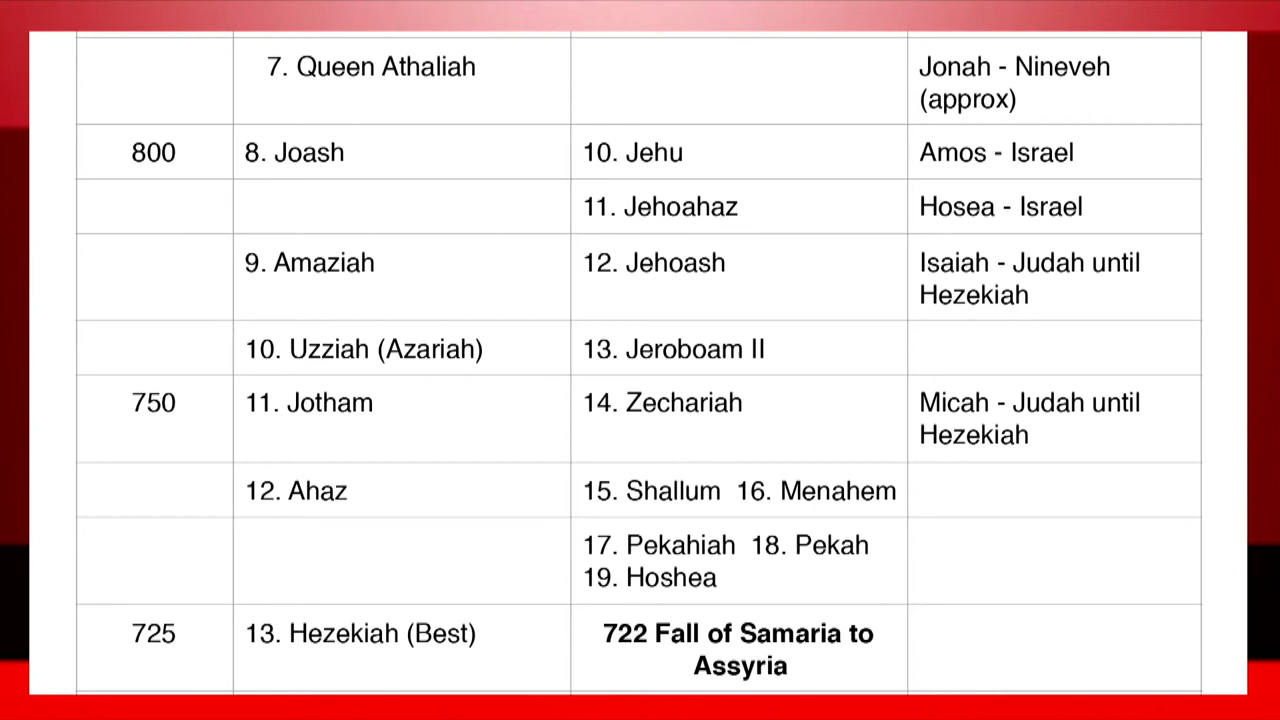 7. Queen Athaliah
Jonah - Nineveh
(approx)
800
8. Joash
10. Jehu
Amos - Israel
11. Jehoahaz
Hosea - Israel
9. Amaziah
12. Jehoash
Isaiah - Judah until
Hezekiah
10. Uzziah (Azariah)
13. Jeroboam II
750
11. Jotham
14. Zechariah
Micah - Judah until
Hezekiah
12. Ahaz
15. Shallum  16. Menahem
17. Pekahiah  18. Pekah
19. Hoshea
725
13. Hezekiah (Best)
722 Fall of Samaria to
Assyria